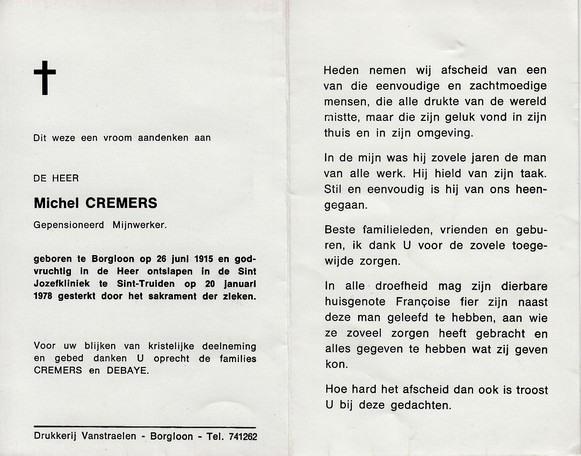 Dit weze een vroom aandenken aan
DE HEER
Michel CREMERS
Gepensioneerd Mijnwerker.
geboren te Borgloon op 26 juni 1915 en god-
vruchtig in de Heer ontslapen in de Sint
Jozefkliniek te Sint-Truiden op 20 januari
1978 gesterkt door het sakrament der zieken.
Voor uw blijken van kristelijke deelneming
en gebed danken U oprecht de families
CREMERS en DEBAYE.
Drukkerij Vanstraelen - Borgloon - Tel. 741262
Heden nemen wij afscheid van een
van die eenvoudige en zachtmoedige
mensen, die alle drukte van de wereld
mistte, maar die zijn geluk vond in zijn
thuis en in zijn omgeving.
In de mijn was hij zovele jaren de man
van alle werk. Hij hield van zijn taak.
Stil en eenvoudig is hij van ons heen-
gegaan.
Beste familieleden, vrienden en gebu-
ren, ik dank U voor de zovele toege-
wijde zorgen.
In alle droefheid mag zijn dierbare
huisgenote Françoise fier zijn naast
deze man geleefd te hebben, aan wie
ze zoveel zorgen heeft gebracht en
alles gegeven te hebben wat zij geven
kon.
Hoe hard het afscheid dan ook is troost
U bij deze gedachten.